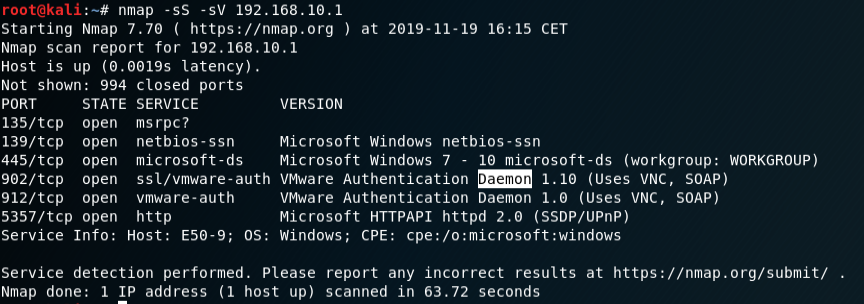 root@kali:~# nmap -sS -sV 192.168.10.1
Starting Nmap 7.70 ( https://nmap.org ) at 2019-11-19 16:15 CET
Nmap scan report for 192.168.10.1
Host is up (0.0019s latency).
Not shown: 994 closed ports
PORT     STATE SERVICE         VERSION
135/tcp  open  msrpc?
139/tcp  open  netbios-ssn     Microsoft Windows netbios-ssn
445/tcp  open  microsoft-ds    Microsoft Windows 7 - 10 microsoft-ds (workgroup: WORKGROUP)
902/tcp  open  ssl/vmware-auth VMware Authentication Daemon 1.10 (Uses VNC, SOAP)
912/tcp  open  vmware-auth     VMware Authentication Daemon 1.0 (Uses VNC, SOAP)
5357/tcp open  http            Microsoft HTTPAPI httpd 2.0 (SSDP/UPnP)
Service Info: Host: E50-9; OS: Windows; CPE: cpe:/o:microsoft:windows

Service detection performed. Please report any incorrect results at https://nmap.org/submit/ .
Nmap done: 1 IP address (1 host up) scanned in 63.72 seconds